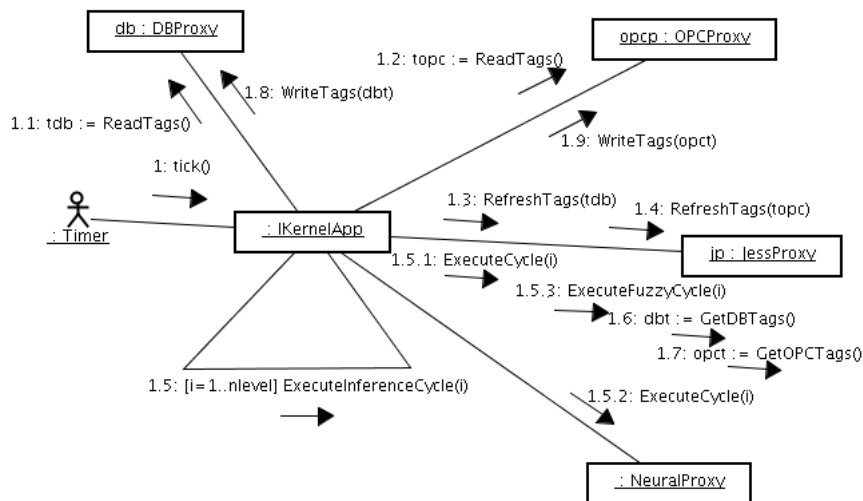 db : DBProxy
opcp : OPCProxy
1.2: topc := ReadTags()
1.8: WriteTags(dbt)
1.1: tdb := ReadTags()
1.9: WriteTags(opct)
1: tick()
1.3: RefreshTags(tdb)
1.4: RefreshTags(topc)
: Timer
: IKernelApp
jp : JessProxy
1.5.1: ExecuteCycle(i)
1.5.3: ExecuteFuzzyCycle(i)
1.6: dbt := GetDBTags()
1.7: opct := GetOPCTags()
1.5: [i=1..nlevel] ExecuteInferenceCycle(i)
1.5.2: ExecuteCycle(i)
: NeuralProxy